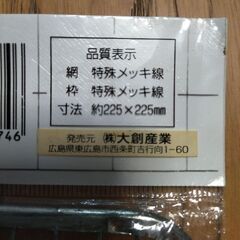 品質表示
網 特殊メッキ線
枠 特殊メッキ線
寸法 約225×225mm
746
発売元 ㈱大創産業
広島県東広島市西条町吉行向1-60